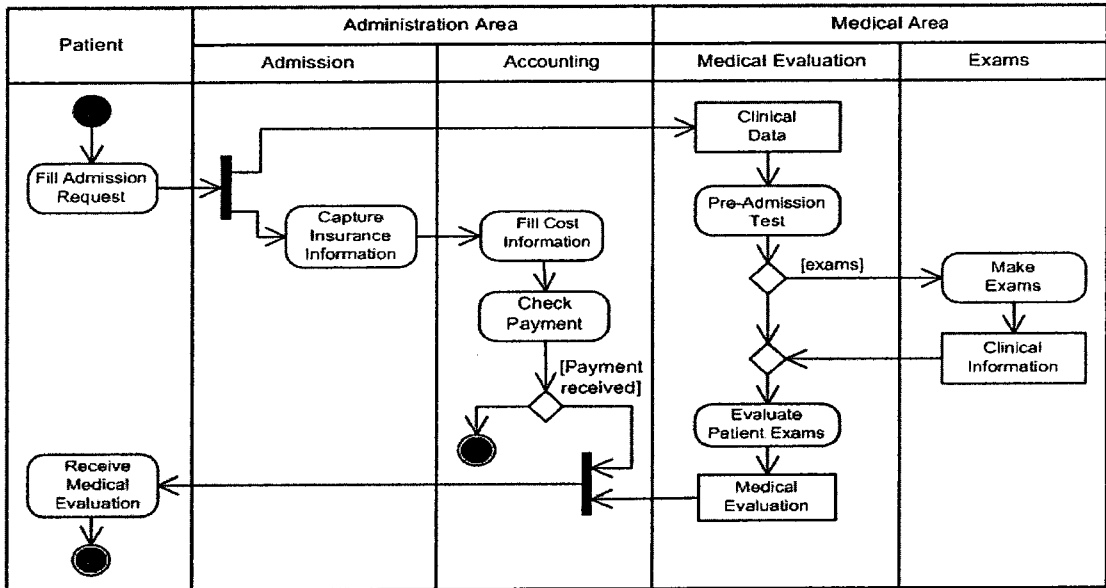 Patient
Administration Area
Medical Area
Admission
Accounting
Medical Evaluation
Exams
Fill Admission
Request
Capture
Insurance
Information
Fill Cost
Information
Check
Payment
[Payment
received]
Clinical
Data
Pre-Admission
Test
[exams]
Make
Exams
Clinical
Information
Evaluate
Patient Exams
Medical
Evaluation
Receive
Medical
Evaluation